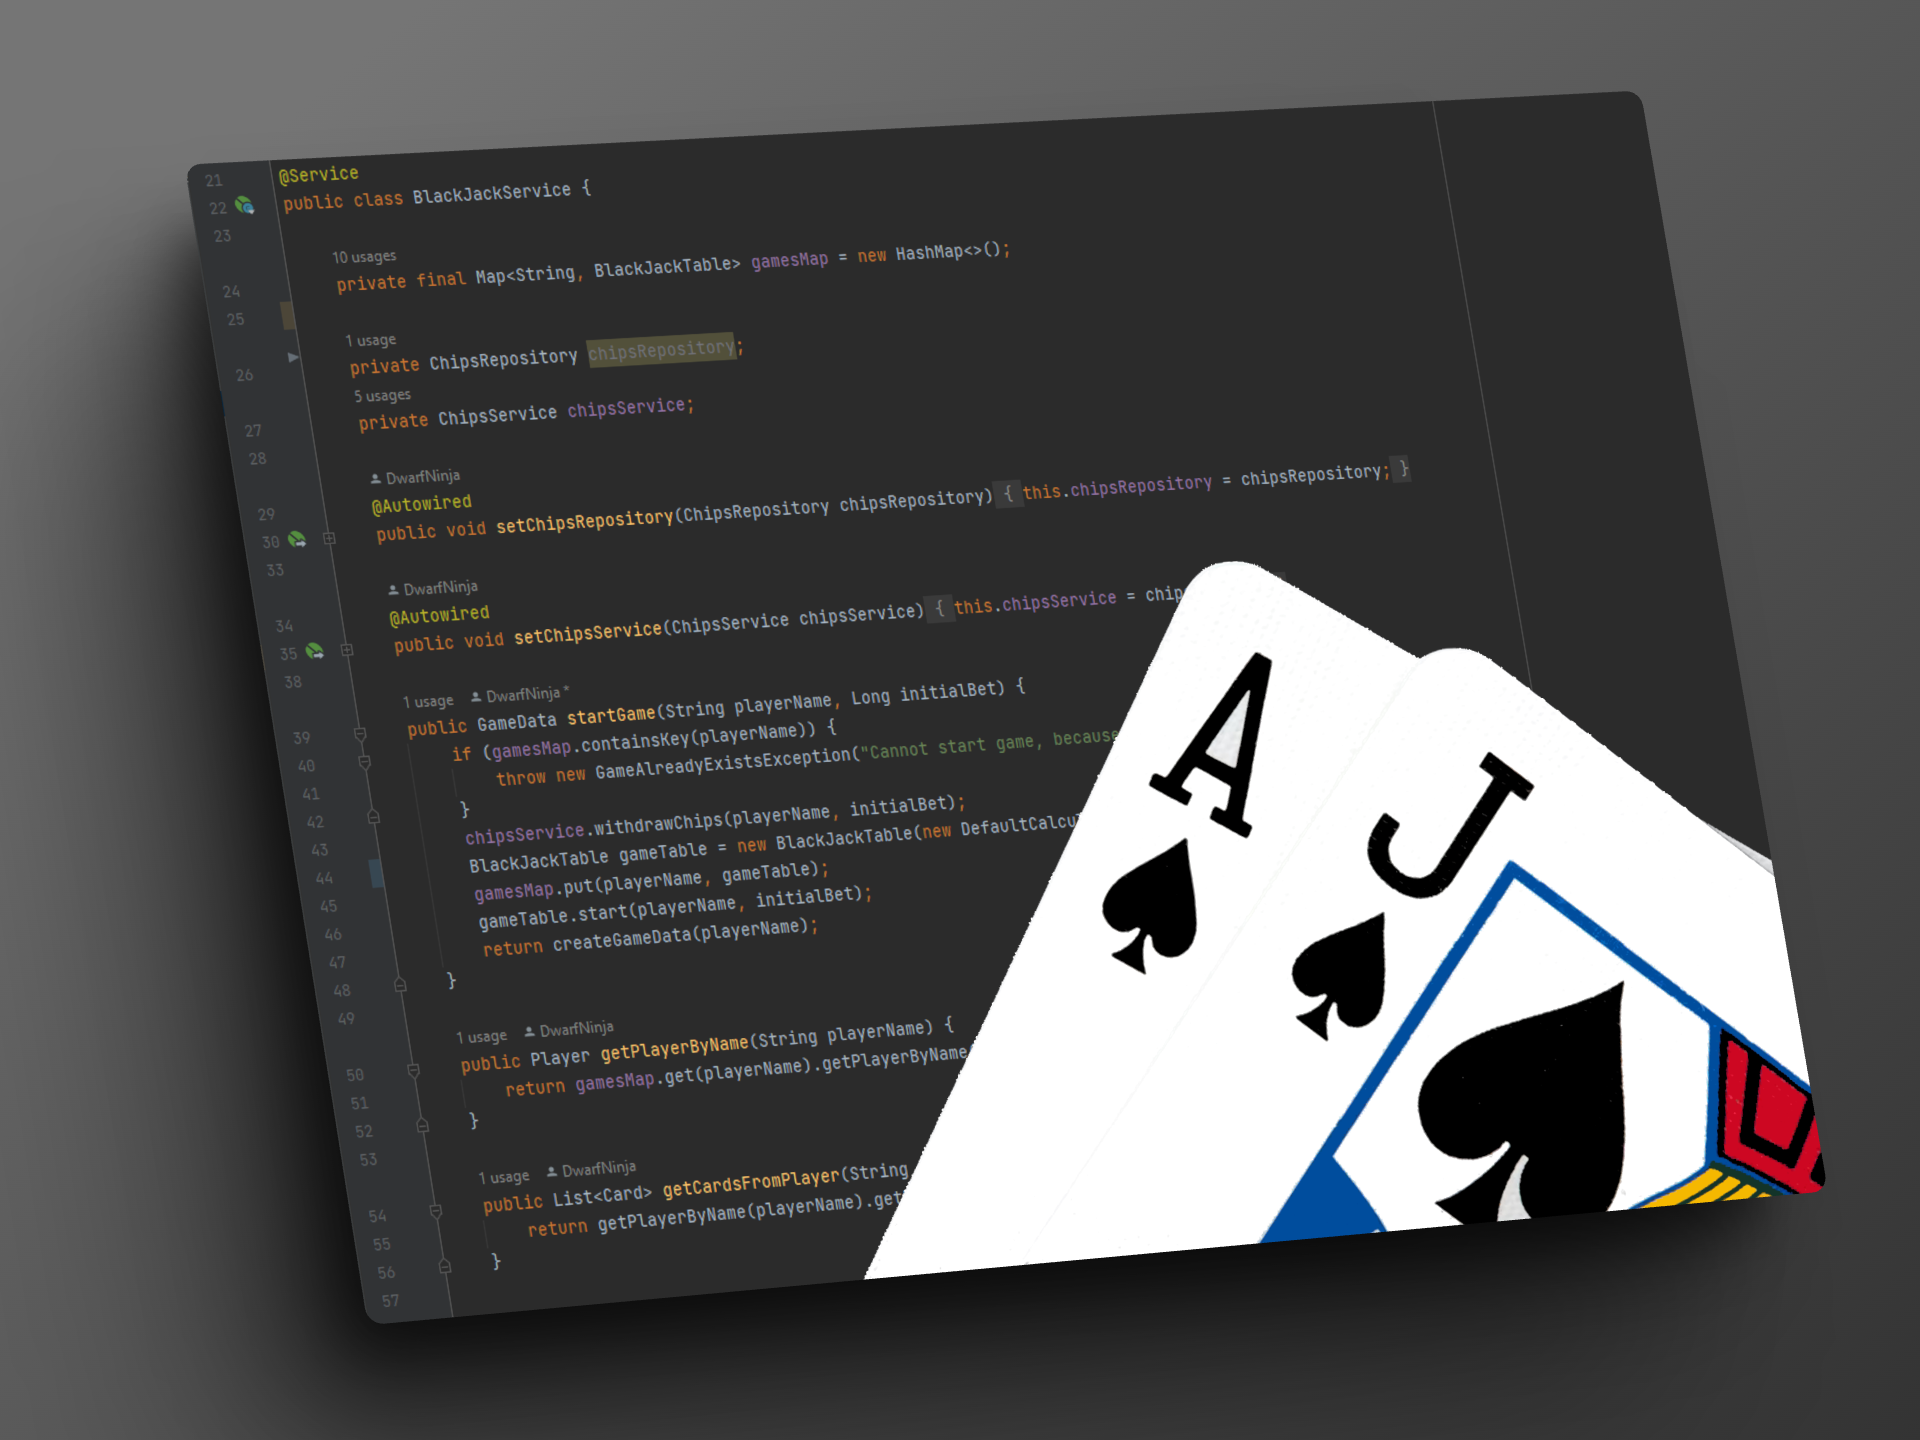 21 @Service
22 public class BlackJackService {
23
10 usages
24 private final Map<String, BlackJackTable> gamesMap = new HashMap<>();
25
1 usage
26 private ChipsRepository chipsRepository;
5 usages
27 private ChipsService chipsService;
28
DwarfNinja
29 @Autowired
30 public void setChipsRepository(ChipsRepository chipsRepository) { this.chipsRepository = chipsRepository; }
33
DwarfNinja
34 @Autowired
35 public void setChipsService(ChipsService chipsService) { this.chipsService = chip
38
1 usage DwarfNinja *
39 public GameData startGame(String playerName, Long initialBet) {
40 if (gamesMap.containsKey(playerName)) {
41 throw new GameAlreadyExistsException("Cannot start game, because
42 }
43 chipsService.withdrawChips(playerName, initialBet);
44 BlackJackTable gameTable = new BlackJackTable(new DefaultCalcu
45 gamesMap.put(playerName, gameTable);
46 gameTable.start(playerName, initialBet);
47 return createGameData(playerName);
48 }
49
1 usage DwarfNinja
50 public Player getPlayerByName(String playerName) {
51 return gamesMap.get(playerName).getPlayerByName(
52 }
53
1 usage DwarfNinja
54 public List<Card> getCardsFromPlayer(String
55 return getPlayerByName(playerName).get
56 }
57
A
J